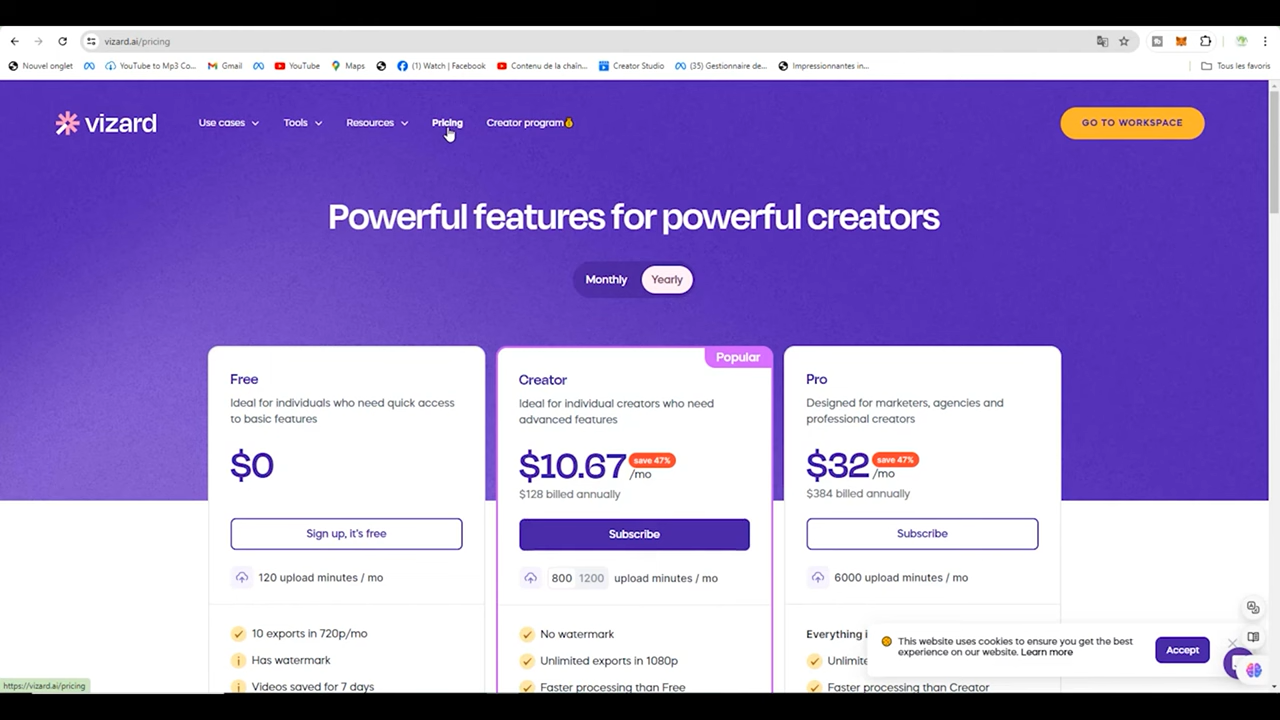 vizard.ai/pricing
Nouvel onglet
YouTube to Mp3 Co...
Gmail
YouTube
Maps
(1) Watch | Facebook
Contenu de la chaîn...
Creator Studio
(35) Gestionnaire de...
Impressionnantes in...
Tous les favoris
vizard
Use cases
Tools
Resources
Pricing
Creator program
GO TO WORKSPACE
Powerful features for powerful creators
Monthly
Yearly
Free
Ideal for individuals who need quick access
to basic features
$0
Sign up, it's free
120 upload minutes / mo
10 exports in 720p/mo
Has watermark
Videos saved for 7 days
Popular
Creator
Ideal for individual creators who need
advanced features
$10.67 save 47%
/mo
$128 billed annually
Subscribe
800 1200 upload minutes / mo
No watermark
Unlimited exports in 1080p
Faster processing than Free
Pro
Designed for marketers, agencies and
professional creators
$32 save 47%
/mo
$384 billed annually
Subscribe
6000 upload minutes / mo
Everything i
Unlimite
Faster processing than Creator
This website uses cookies to ensure you get the best
experience on our website. Learn more
Accept
https://vizard.ai/pricing